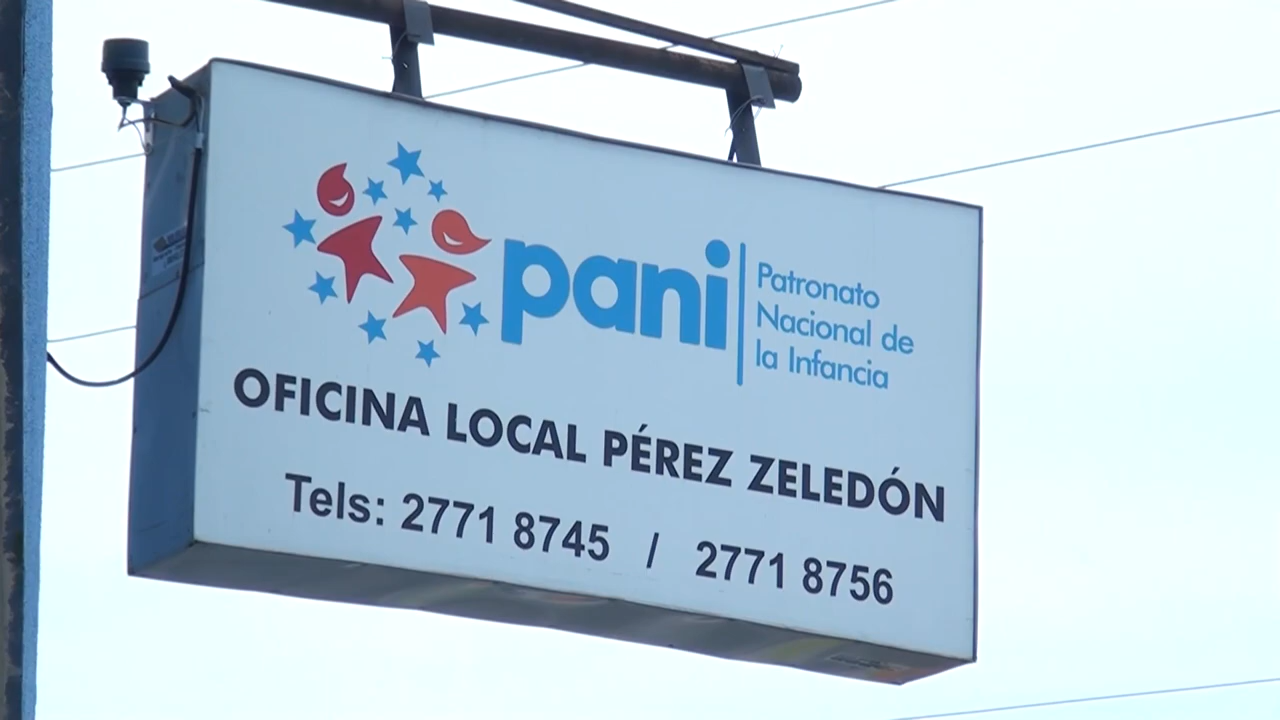 pani
Patronato
Nacional de
la Infancia
OFICINA LOCAL PÉREZ ZELEDÓN
Tels: 2771 8745 / 2771 8756